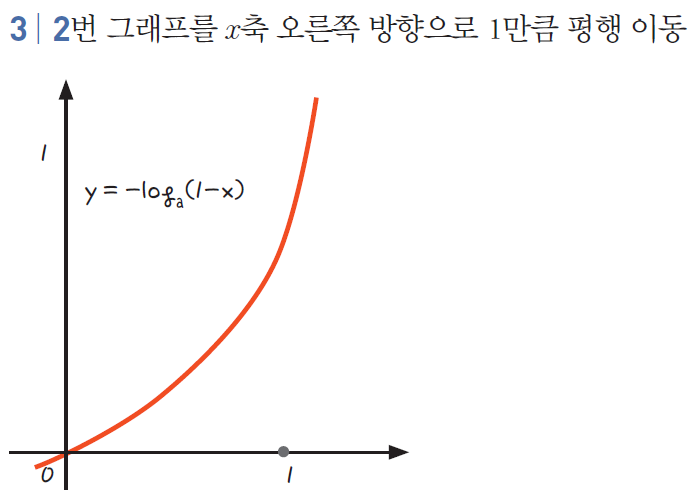 3| 2번 그래프를 x축 오른쪽 방향으로 1만큼 평행 이동
1
y = -logₐ(1-x)
0
1